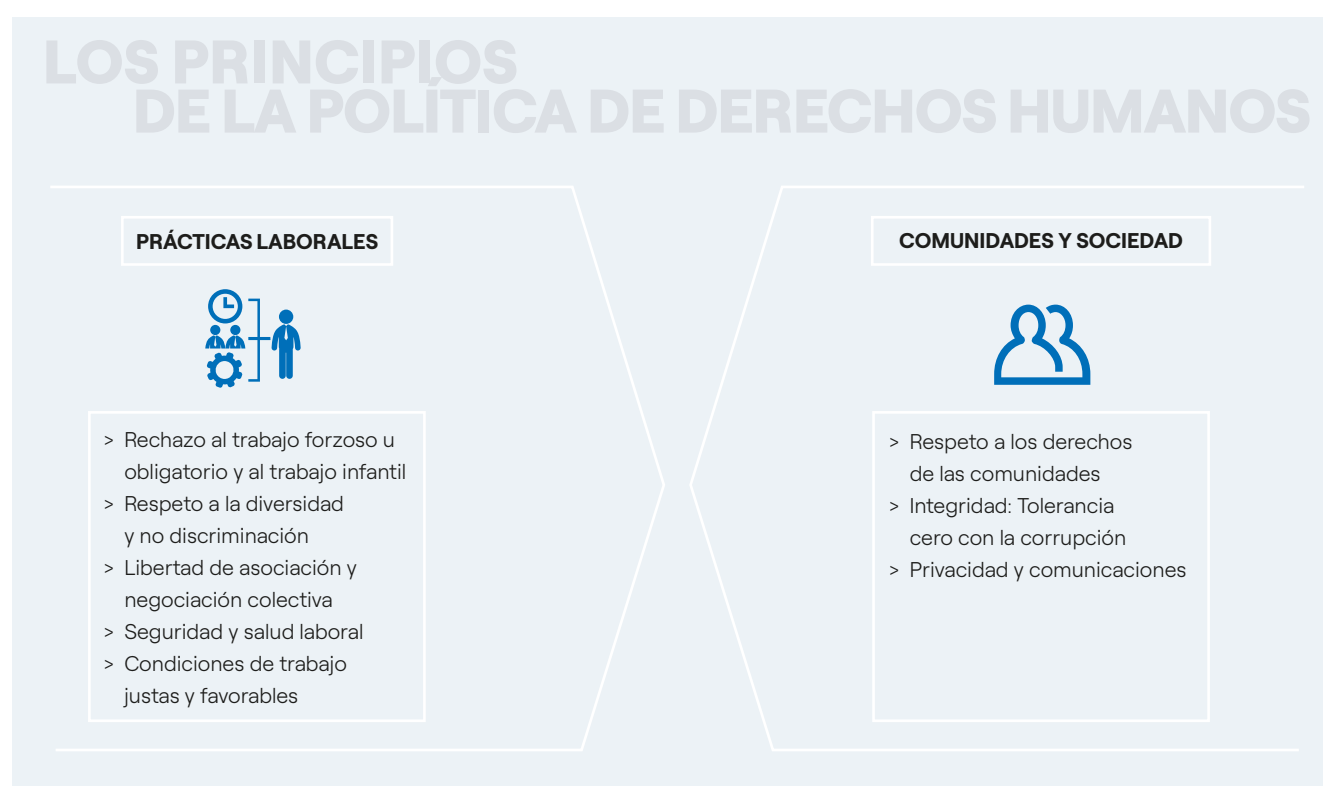 LOS PRINCIPIOS
DE LA POLÍTICA DE DERECHOS HUMANOS
PRÁCTICAS LABORALES
> Rechazo al trabajo forzoso u
obligatorio y al trabajo infantil
> Respeto a la diversidad
y no discriminación
> Libertad de asociación y
negociación colectiva
> Seguridad y salud laboral
> Condiciones de trabajo
justas y favorables
COMUNIDADES Y SOCIEDAD
> Respeto a los derechos
de las comunidades
> Integridad: Tolerancia
cero con la corrupción
> Privacidad y comunicaciones